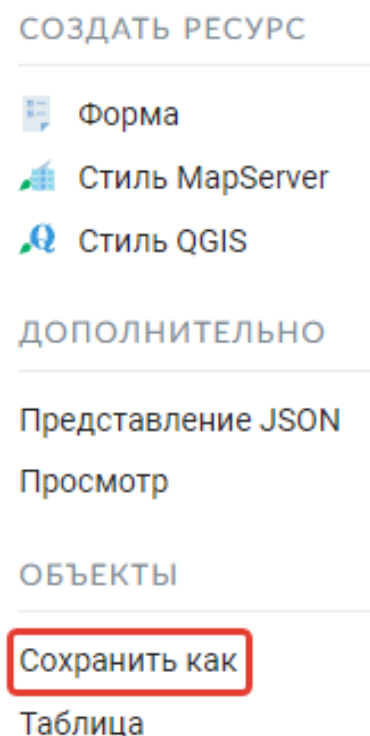 СОЗДАТЬ РЕСУРС
Форма
Стиль MapServer
Стиль QGIS
ДОПОЛНИТЕЛЬНО
Представление JSON
Просмотр
ОБЪЕКТЫ
Сохранить как
Таблица